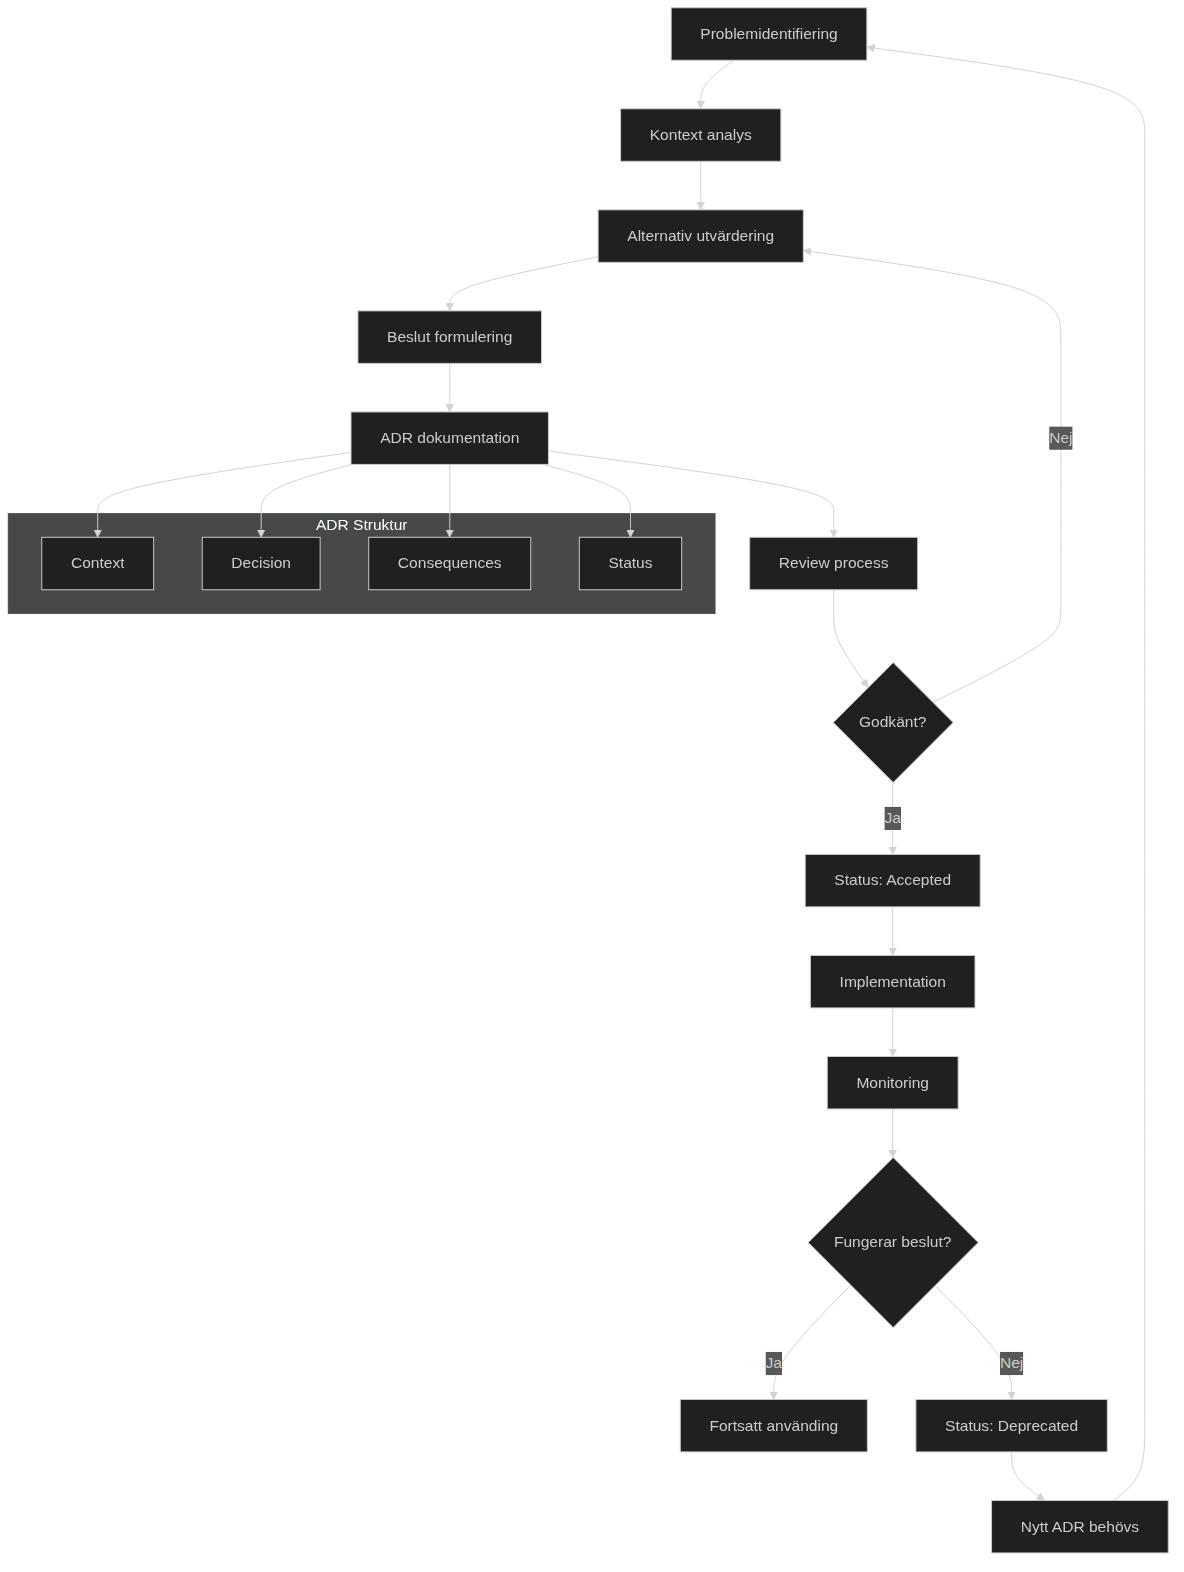 Problemidentifiering
Kontext analys
Alternativ utvärdering
Beslut formulering
Nej
ADR dokumentation
ADR Struktur
Context
Decision
Consequences
Status
Review process
Godkänt?
Ja
Status: Accepted
Implementation
Monitoring
Fungerar beslut?
Ja
Nej
Fortsatt använding
Status: Deprecated
Nytt ADR behövs